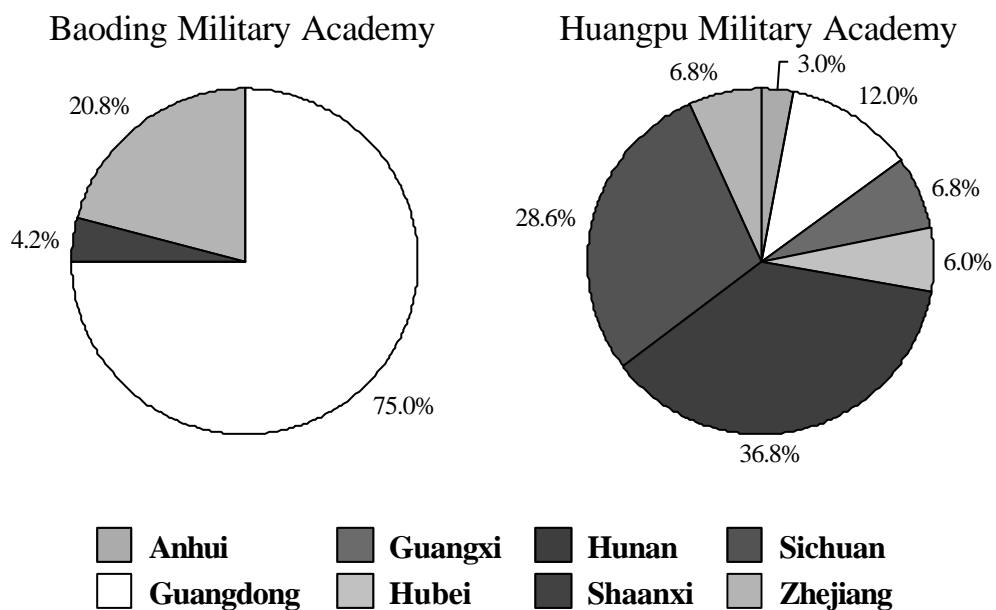 Baoding Military Academy
Huangpu Military Academy
20.8%
4.2%
75.0%
6.8%
3.0%
12.0%
6.8%
6.0%
28.6%
36.8%
Anhui Guangxi Hunan Sichuan
Guangdong Hubei Shaanxi Zhejiang